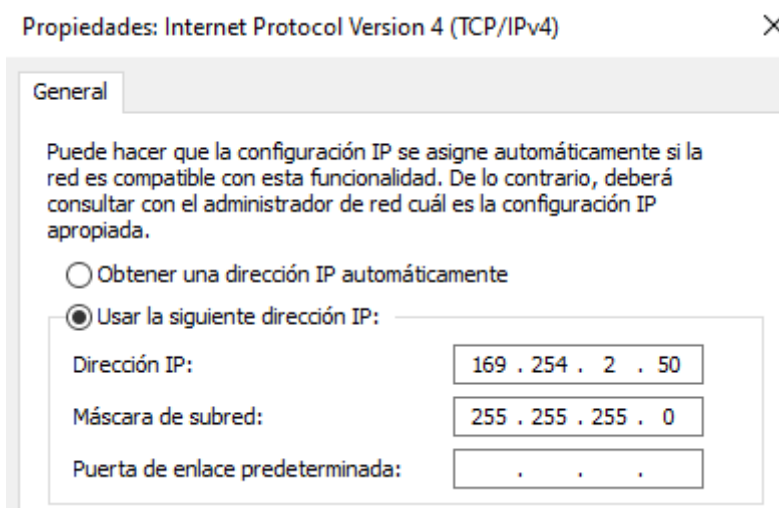 Propiedades: Internet Protocol Version 4 (TCP/IPv4)
General
Puede hacer que la configuración IP se asigne automáticamente si la
red es compatible con esta funcionalidad. De lo contrario, deberá
consultar con el administrador de red cuál es la configuración IP
apropiada.
Obtener una dirección IP automáticamente
Usar la siguiente dirección IP:
Dirección IP: 169 . 254 . 2 . 50
Máscara de subred: 255 . 255 . 255 . 0
Puerta de enlace predeterminada: . . .